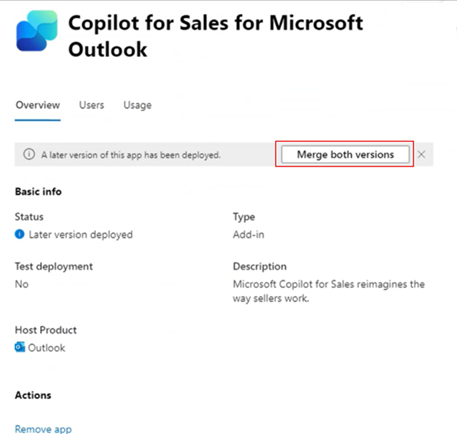 Copilot for Sales for Microsoft
Outlook
Overview Users Usage
A later version of this app has been deployed. Merge both versions
Basic info
Status Type
Later version deployed Add-in
Test deployment Description
No Microsoft Copilot for Sales reimagines the
way sellers work.
Host Product
Outlook
Actions
Remove app